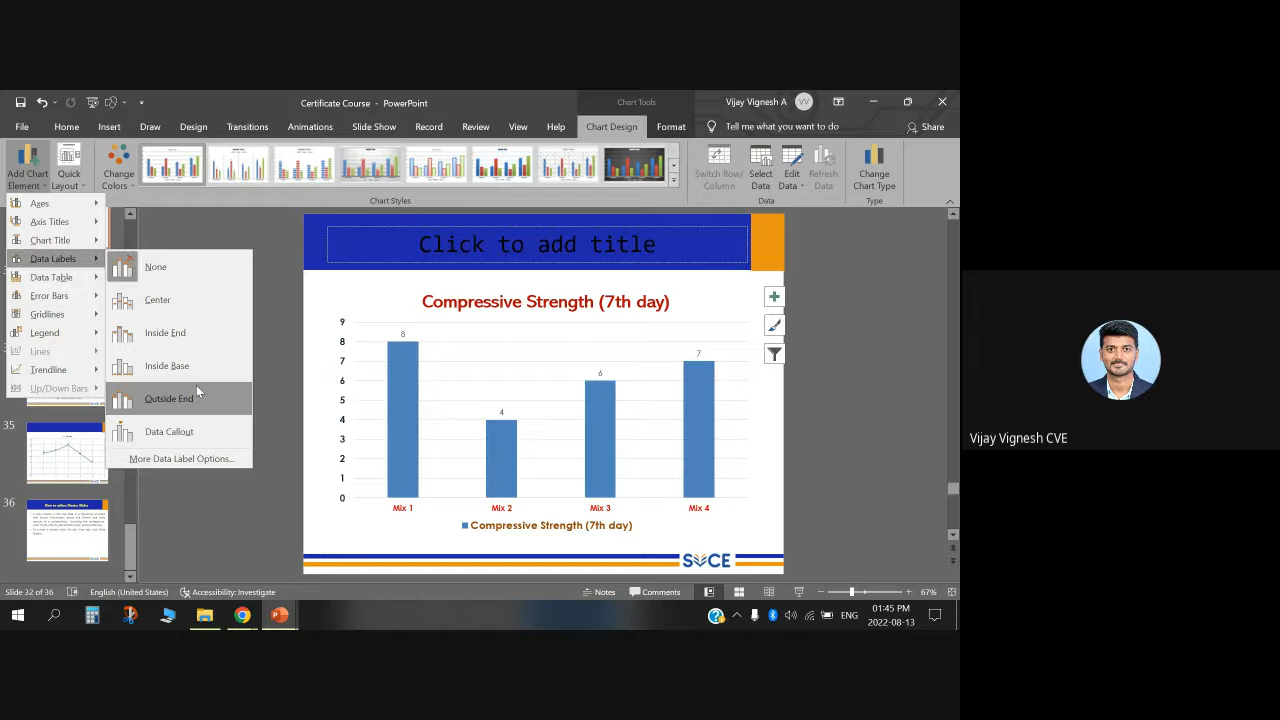 Certificate Course - PowerPoint
Chart Tools
Vijay Vignesh A
VV
File
Home
Insert
Draw
Design
Transitions
Animations
Slide Show
Record
Review
View
Help
Chart Design
Format
Tell me what you want to do
Share
Add Chart Element
Quick Layout
Change Colors
Switch Row/ Column
Select Data
Edit Data
Refresh Data
Change Chart Type
Chart Styles
Data
Type
Axes
Axis Titles
Chart Title
Data Labels
Data Table
Error Bars
Gridlines
Legend
Lines
Trendline
Up/Down Bars
None
Center
Inside End
Inside Base
Outside End
Data Callout
More Data Label Options...
35
36
Click to add title
Compressive Strength (7th day)
9
8
7
6
5
4
3
2
1
0
8
4
6
7
Mix 1
Mix 2
Mix 3
Mix 4
Compressive Strength (7th day)
SVCE
Slide 32 of 36
English (United States)
Accessibility: Investigate
Notes
Comments
67%
ENG
01:45 PM
2022-08-13
Vijay Vignesh CVE